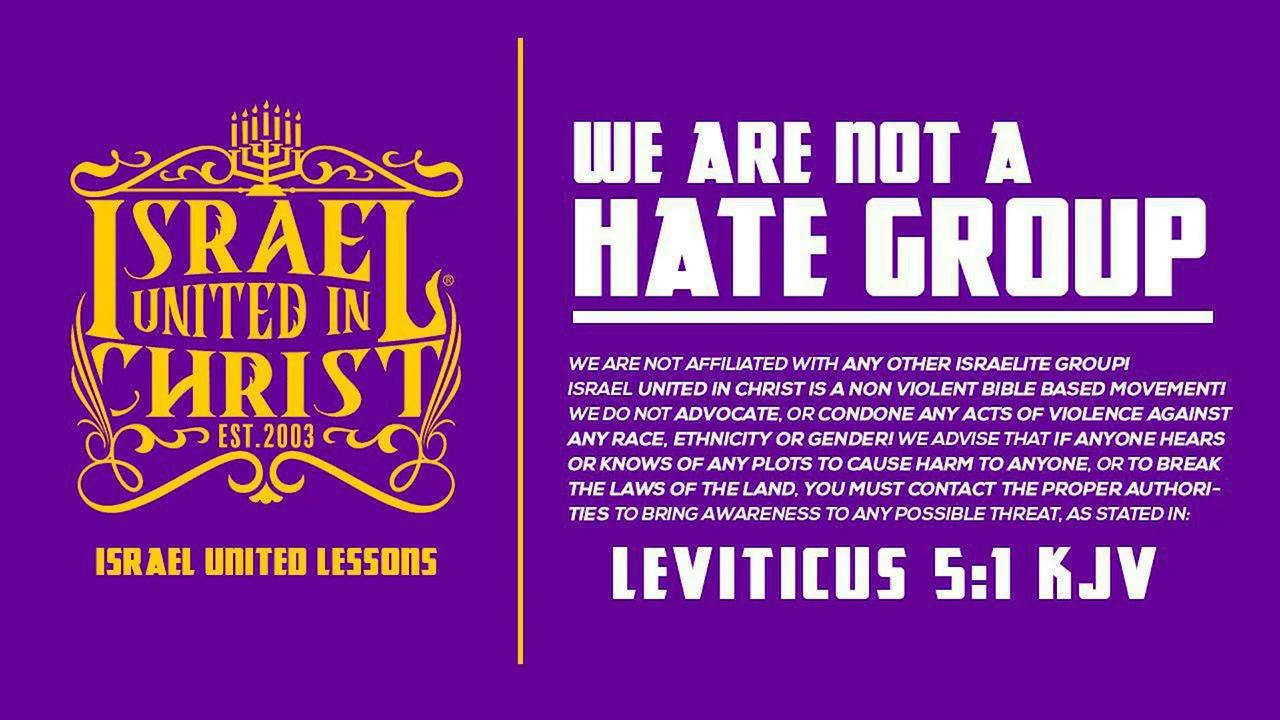 ISRAEL
UNITED IN
CHRIST
®
EST.2003
ISRAEL UNITED LESSONS
WE ARE NOT A
HATE GROUP
WE ARE NOT AFFILIATED WITH ANY OTHER ISRAELITE GROUP!
ISRAEL UNITED IN CHRIST IS A NON VIOLENT BIBLE BASED MOVEMENT!
WE DO NOT ADVOCATE, OR CONDONE ANY ACTS OF VIOLENCE AGAINST
ANY RACE, ETHNICITY OR GENDER! WE ADVISE THAT IF ANYONE HEARS
OR KNOWS OF ANY PLOTS TO CAUSE HARM TO ANYONE, OR TO BREAK
THE LAWS OF THE LAND, YOU MUST CONTACT THE PROPER AUTHORI-
TIES TO BRING AWARENESS TO ANY POSSIBLE THREAT, AS STATED IN:
LEVITICUS 5:1 KJV